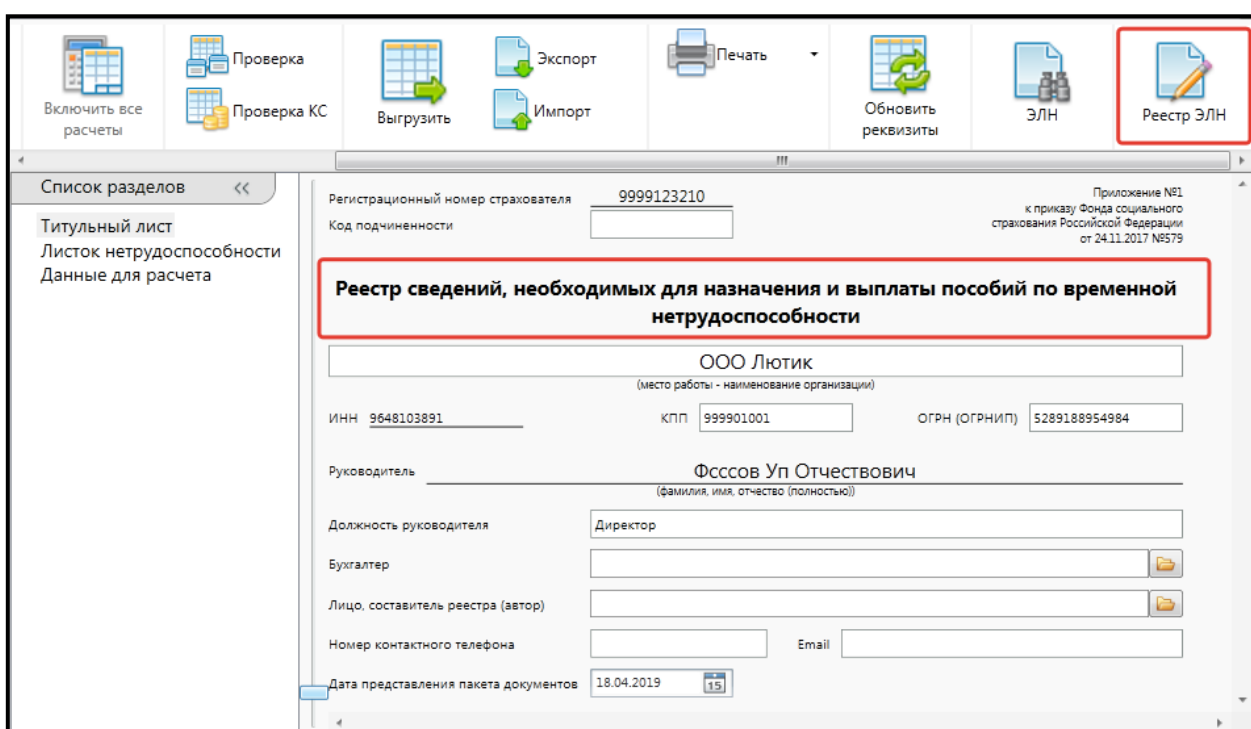 Включить все
расчеты
Проверка
Проверка КС
Выгрузить
Экспорт
Импорт
Печать
Обновить
реквизиты
ЭЛН
Реестр ЭЛН
Список разделов <<
Титульный лист
Листок нетрудоспособности
Данные для расчета
Регистрационный номер страхователя 9999123210
Код подчиненности
Приложение №1
к приказу Фонда социального
страхования Российской Федерации
от 24.11.2017 №579
Реестр сведений, необходимых для назначения и выплаты пособий по временной
нетрудоспособности
ООО Лютик
(место работы - наименование организации)
ИНН 9648103891 КПП 999901001 ОГРН (ОГРНИП) 5289188954984
Руководитель Фсссов Уп Отчествович
(фамилия, имя, отчество (полностью))
Должность руководителя Директор
Бухгалтер
Лицо, составитель реестра (автор)
Номер контактного телефона Email
Дата представления пакета документов 18.04.2019 15